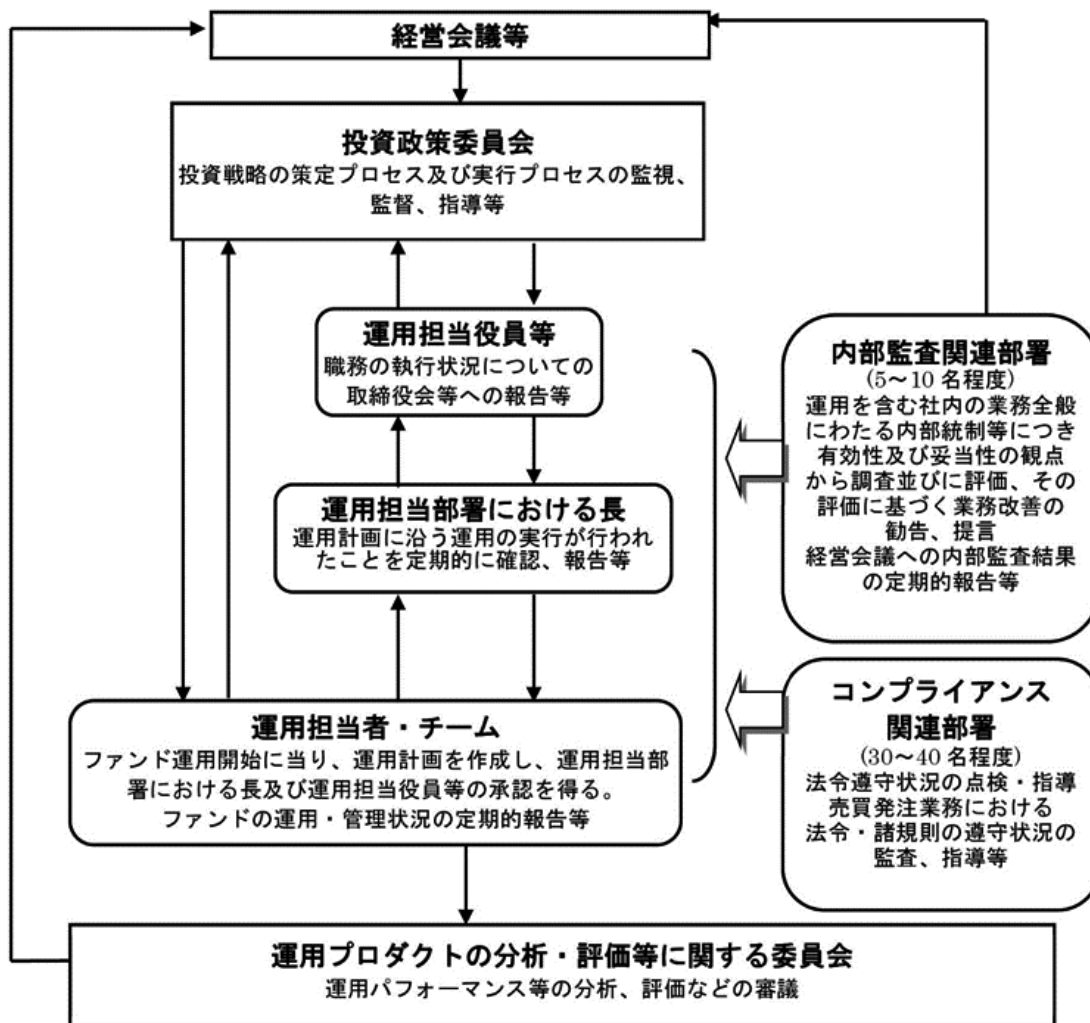 経営会議等
投資政策委員会
投資戦略の策定プロセス及び実行プロセスの監視、
監督、指導等
運用担当役員等
職務の執行状況についての
取締役会等への報告等
運用担当部署における長
運用計画に沿う運用の実行が行われ
たことを定期的に確認、報告等
運用担当者・チーム
ファンド運用開始に当り、運用計画を作成し、運用担当部
署における長及び運用担当役員等の承認を得る。
ファンドの運用・管理状況の定期的報告等
内部監査関連部署
(5～10 名程度)
運用を含む社内の業務全般
にわたる内部統制等につき
有効性及び妥当性の観点
から調査並びに評価、その
評価に基づく業務改善の
勧告、提言
経営会議への内部監査結果
の定期的報告等
コンプライアンス
関連部署
(30～40 名程度)
法令遵守状況の点検・指導
売買発注業務における
法令・諸規則の遵守状況の
監査、指導等
運用プロダクトの分析・評価等に関する委員会
運用パフォーマンス等の分析、評価などの審議